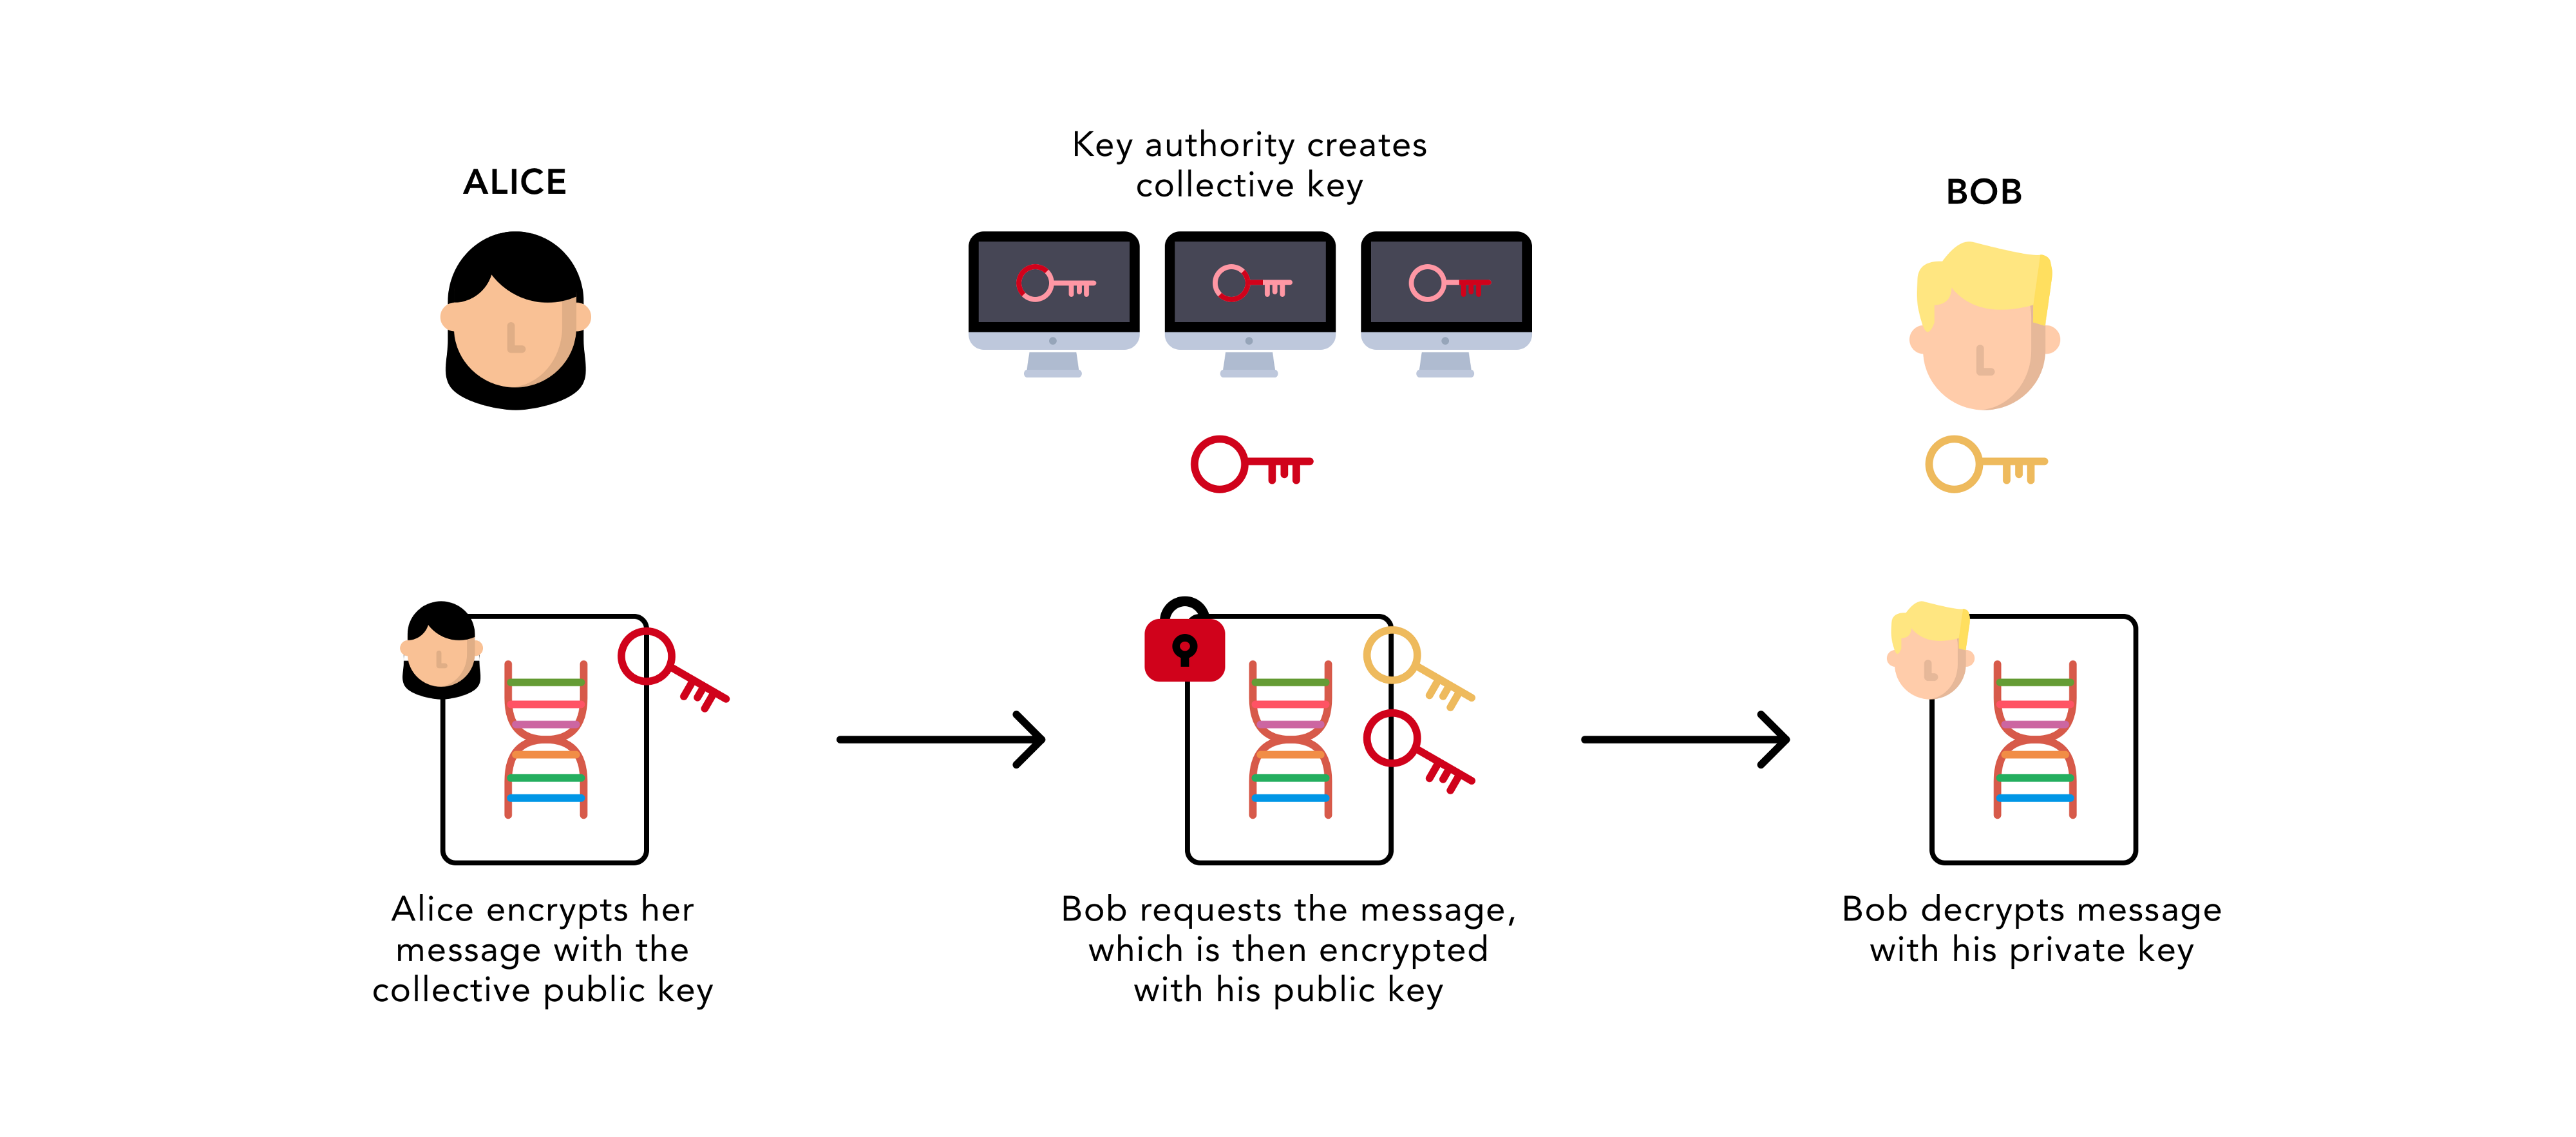 ALICE
Key authority creates
collective key
BOB
Alice encrypts her
message with the
collective public key
Bob requests the message,
which is then encrypted
with his public key
Bob decrypts message
with his private key